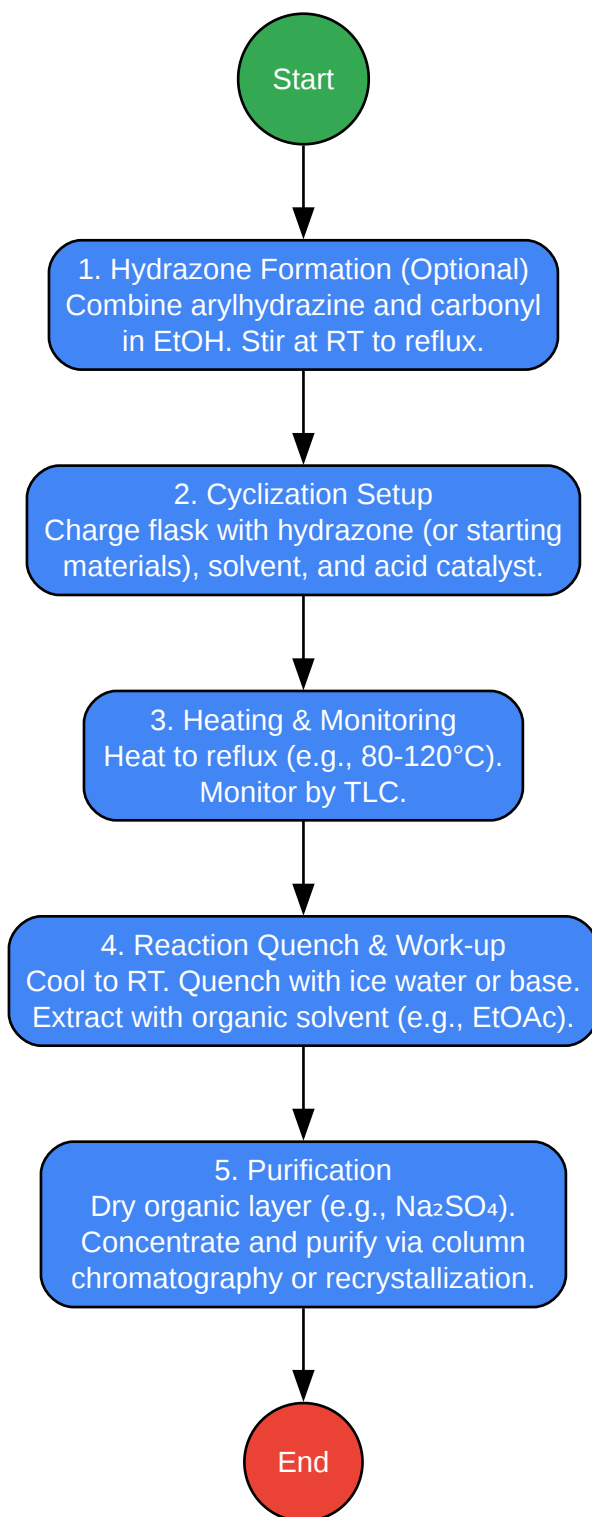 Start
1. Hydrazone Formation (Optional)
Combine arylhydrazine and carbonyl
in EtOH. Stir at RT to reflux.
2. Cyclization Setup
Charge flask with hydrazone (or starting
materials), solvent, and acid catalyst.
3. Heating & Monitoring
Heat to reflux (e.g., 80-120°C).
Monitor by TLC.
4. Reaction Quench & Work-up
Cool to RT. Quench with ice water or base.
Extract with organic solvent (e.g., EtOAc).
5. Purification
Dry organic layer (e.g., Na₂SO₄).
Concentrate and purify via column
chromatography or recrystallization.
End